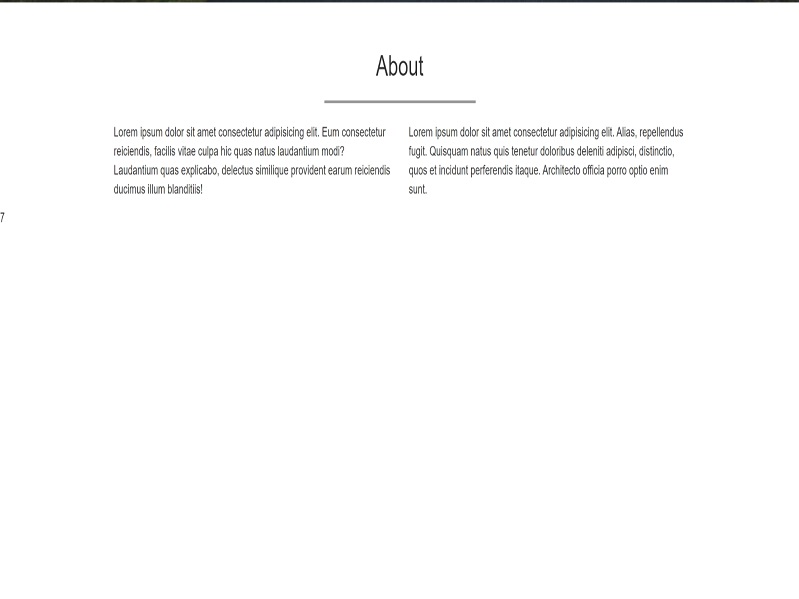 About
Lorem ipsum dolor sit amet consectetur adipisicing elit. Eum consectetur
reiciendis, facilis vitae culpa hic quas natus laudantium modi?
Laudantium quas explicabo, delectus similique provident earum reiciendis
ducimus illum blanditiis!
Lorem ipsum dolor sit amet consectetur adipisicing elit. Alias, repellendus
fugit. Quisquam natus quis tenetur doloribus deleniti adipisci, distinctio,
quos et incidunt perferendis itaque. Architecto officia porro optio enim
sunt.
7